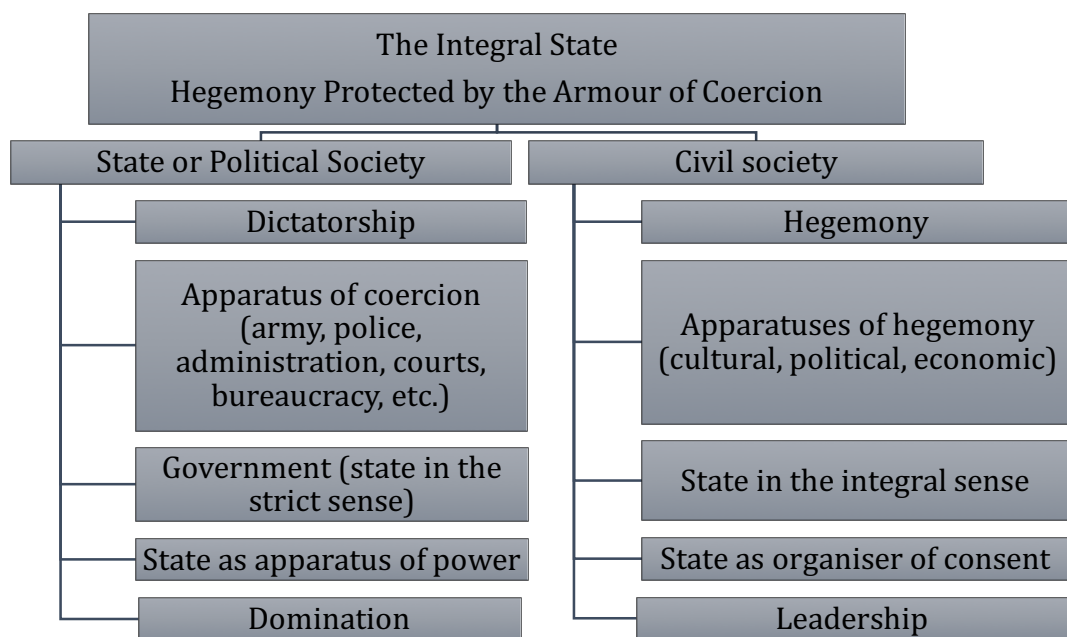 The Integral State
Hegemony Protected by the Armour of Coercion
State or Political Society
Dictatorship
Apparatus of coercion
(army, police,
administration, courts,
bureaucracy, etc.)
Government (state in the
strict sense)
State as apparatus of power
Domination
Civil society
Hegemony
Apparatuses of hegemony
(cultural, political, economic)
State in the integral sense
State as organiser of consent
Leadership